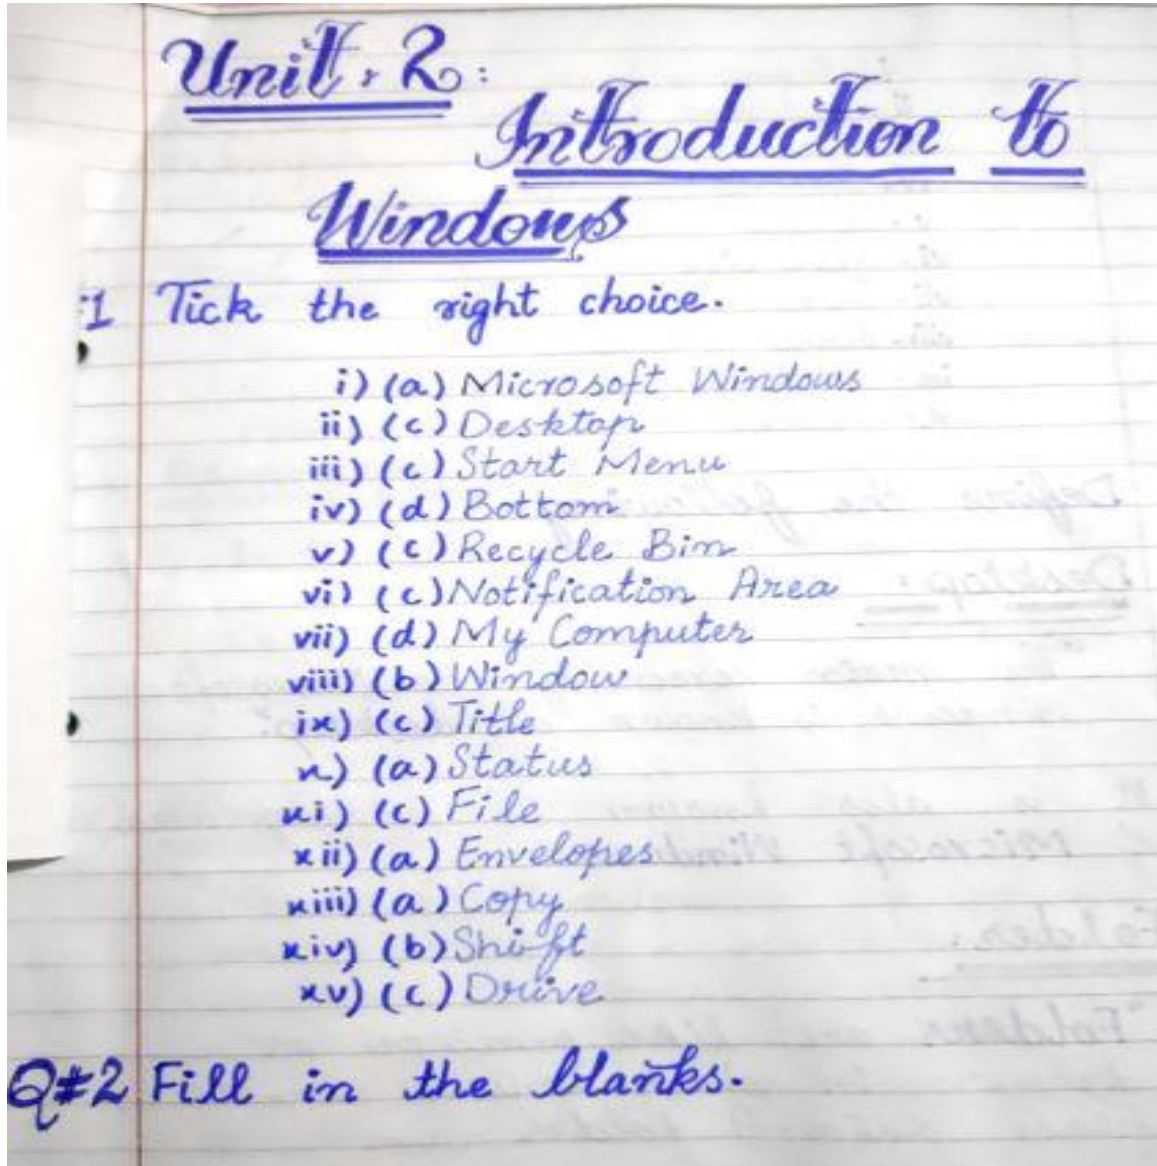 Unit. 2:
Introduction to
Windows
1 Tick the right choice.
i) (a) Microsoft Windows
ii) (c) Desktop
iii) (c) Start Menu
iv) (d) Bottom
v) (c) Recycle Bin
vi) (c) Notification Area
vii) (d) My Computer
viii) (b) Window
ix) (c) Title
x) (a) Status
xi) (c) File
xii) (a) Envelopes
xiii) (a) Copy
xiv) (b) Shift
xv) (c) Drive
Q#2 Fill in the blanks.